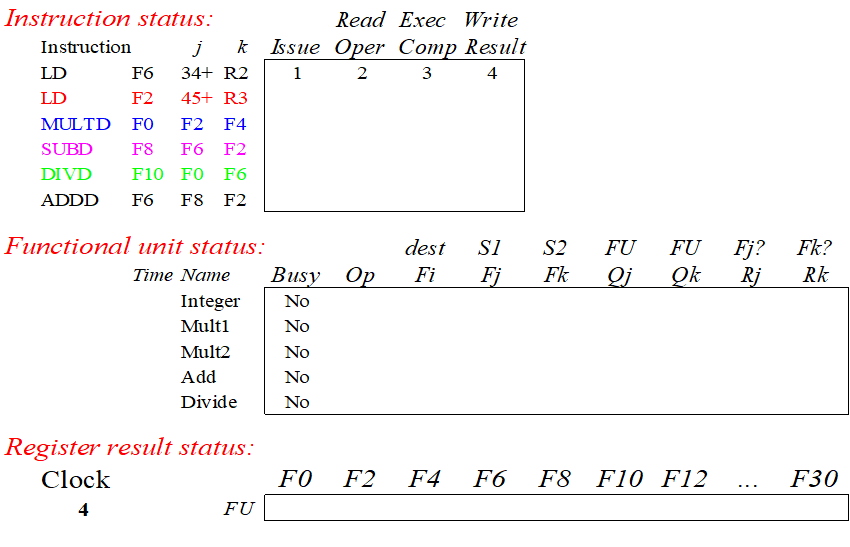 Instruction status: Read Exec Write
Instruction j k Issue Oper Comp Result
LD F6 34+ R2 1 2 3 4
LD F2 45+ R3
MULTD F0 F2 F4
SUBD F8 F6 F2
DIVD F10 F0 F6
ADDD F6 F8 F2
Functional unit status: dest S1 S2 FU FU Fj? Fk?
Time Name Busy Op Fi Fj Fk Qj Qk Rj Rk
Integer No
Mult1 No
Mult2 No
Add No
Divide No
Register result status:
Clock F0 F2 F4 F6 F8 F10 F12 ... F30
4 FU